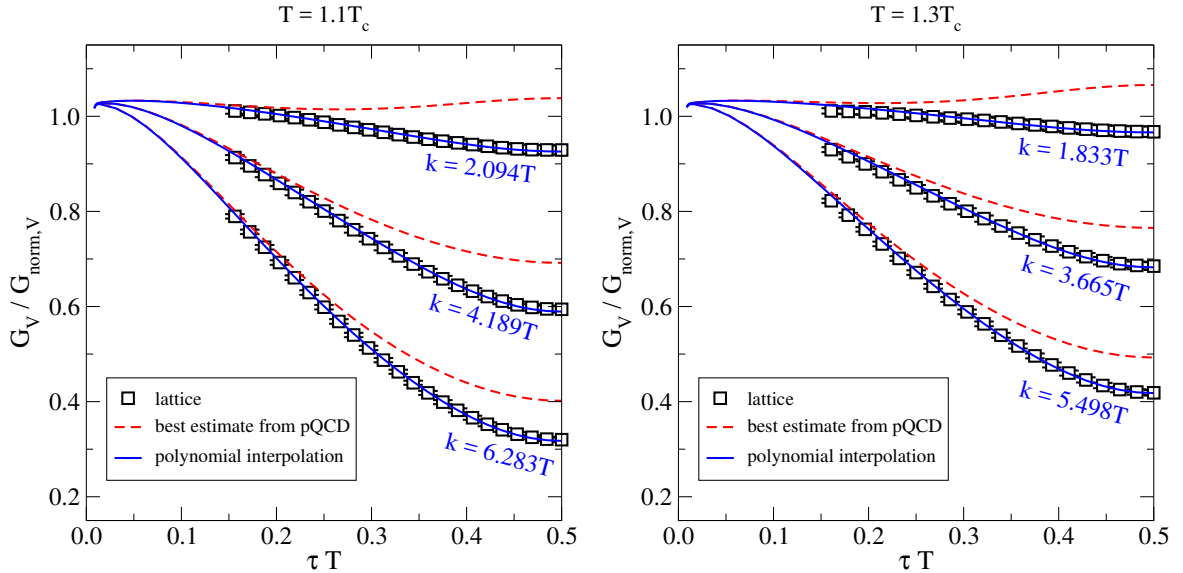 T = 1.1T_c
G_V / G_norm,V
1.0
0.8
0.6
0.4
0.2
k = 2.094T
k = 4.189T
k = 6.283T
lattice
best estimate from pQCD
polynomial interpolation
0.0 0.1 0.2 0.3 0.4 0.5
τ T
T = 1.3T_c
G_V / G_norm,V
1.0
0.8
0.6
0.4
0.2
k = 1.833T
k = 3.665T
k = 5.498T
lattice
best estimate from pQCD
polynomial interpolation
0.0 0.1 0.2 0.3 0.4 0.5
τ T